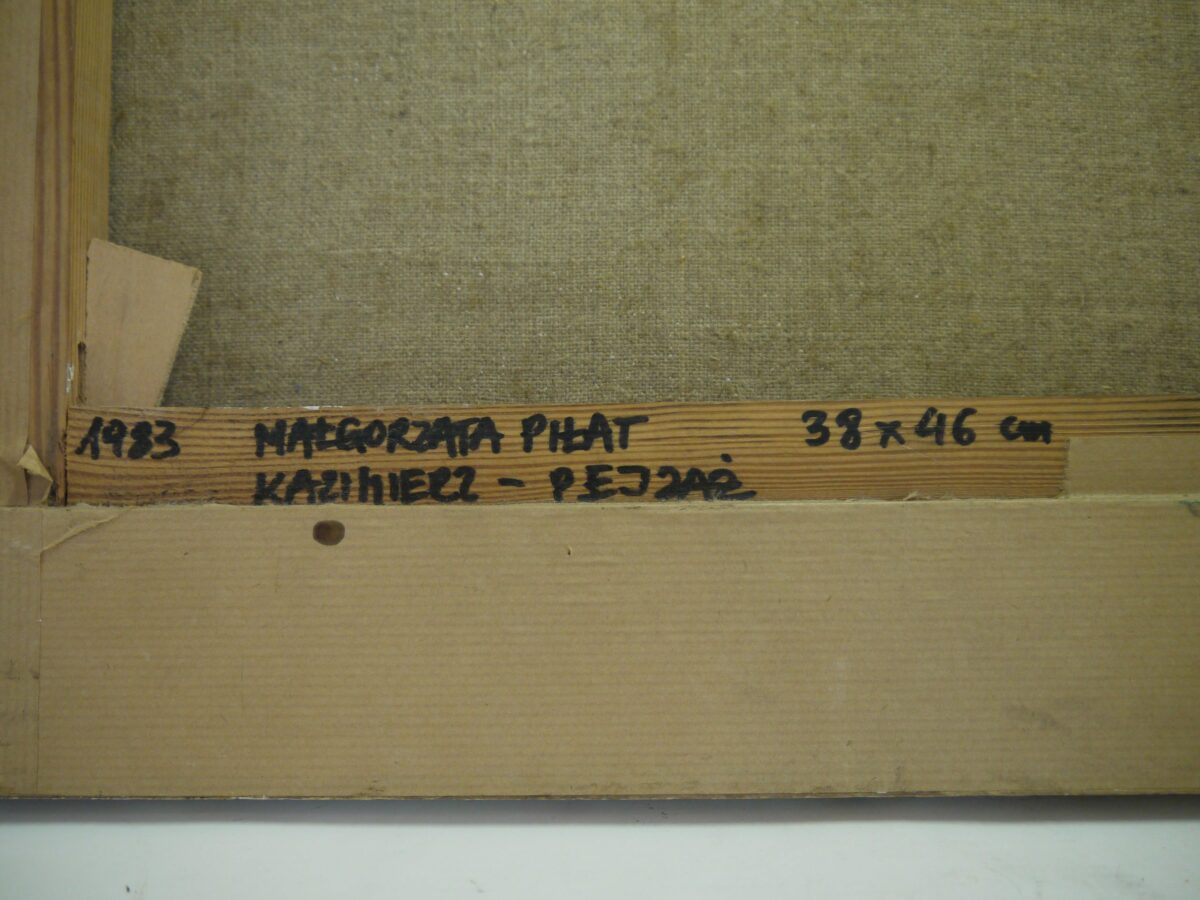 1983 MAŁGORZATA PIŁAT 38 x 46 cm
KAZIMIERZ - PEJZAŻ